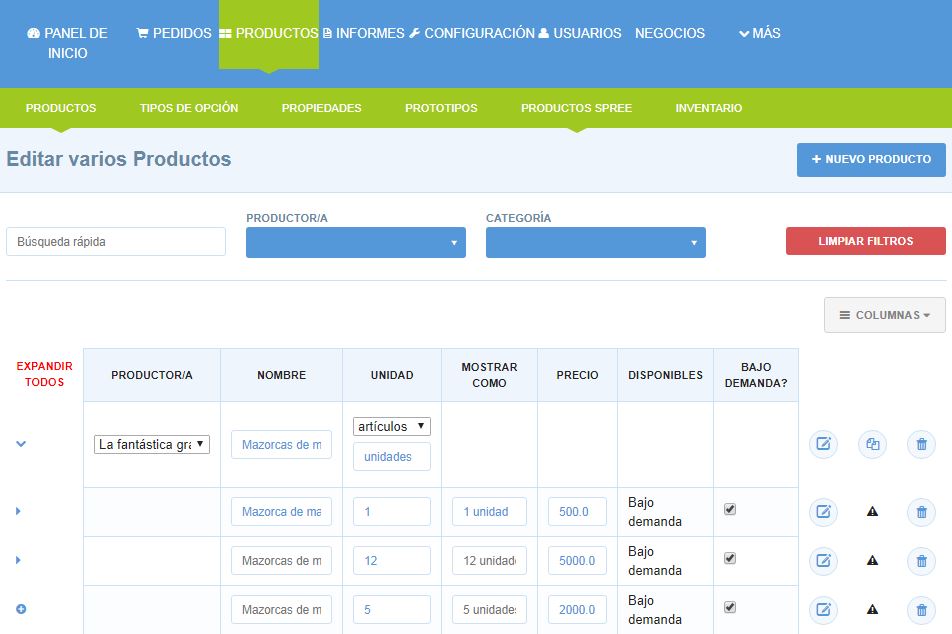 PANEL DE INICIO
PEDIDOS
PRODUCTOS
INFORMES
CONFIGURACIÓN
USUARIOS
NEGOCIOS
MÁS
PRODUCTOS
TIPOS DE OPCIÓN
PROPIEDADES
PROTOTIPOS
PRODUCTOS SPREE
INVENTARIO
Editar varios Productos
+ NUEVO PRODUCTO
PRODUCTOR/A
CATEGORÍA
Búsqueda rápida
LIMPIAR FILTROS
COLUMNAS
EXPANDIR TODOS
PRODUCTOR/A
NOMBRE
UNIDAD
MOSTRAR COMO
PRECIO
DISPONIBLES
BAJO DEMANDA?
La fantástica gra
Mazorcas de m
artículos
unidades
Mazorca de ma
1
1 unidad
500.0
Bajo demanda
Mazorcas de m
12
12 unidad
5000.0
Bajo demanda
Mazorcas de m
5
5 unidades
2000.0
Bajo demanda